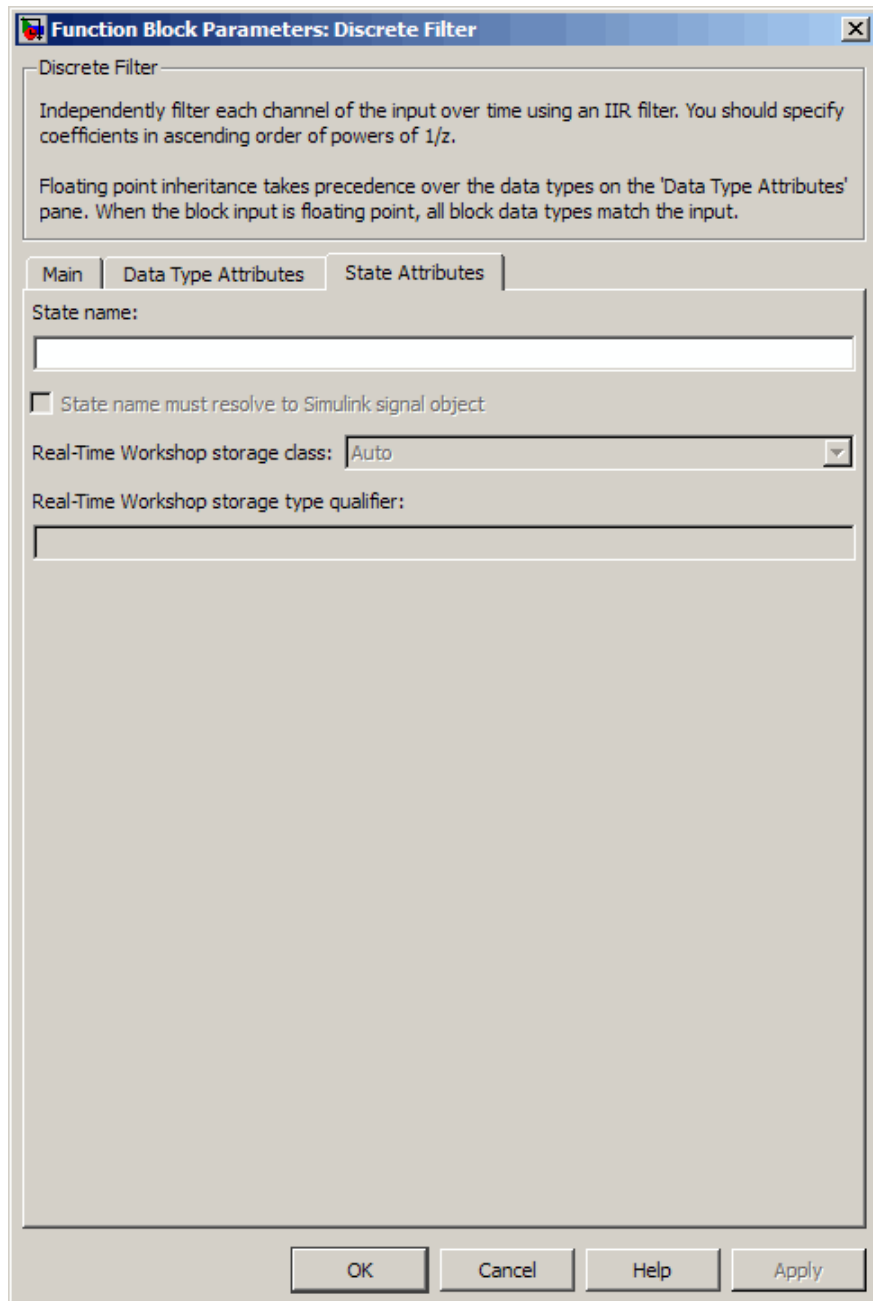 Function Block Parameters: Discrete Filter
Discrete Filter
Independently filter each channel of the input over time using an IIR filter. You should specify
coefficients in ascending order of powers of 1/z.
Floating point inheritance takes precedence over the data types on the 'Data Type Attributes'
pane. When the block input is floating point, all block data types match the input.
Main Data Type Attributes State Attributes
State name:
State name must resolve to Simulink signal object
Real-Time Workshop storage class: Auto
Real-Time Workshop storage type qualifier:
OK Cancel Help Apply